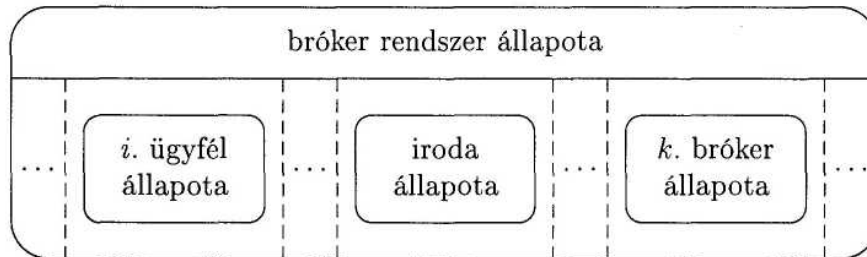 bróker rendszer állapota
... i. ügyfél állapota ... iroda állapota ... k. bróker állapota ...